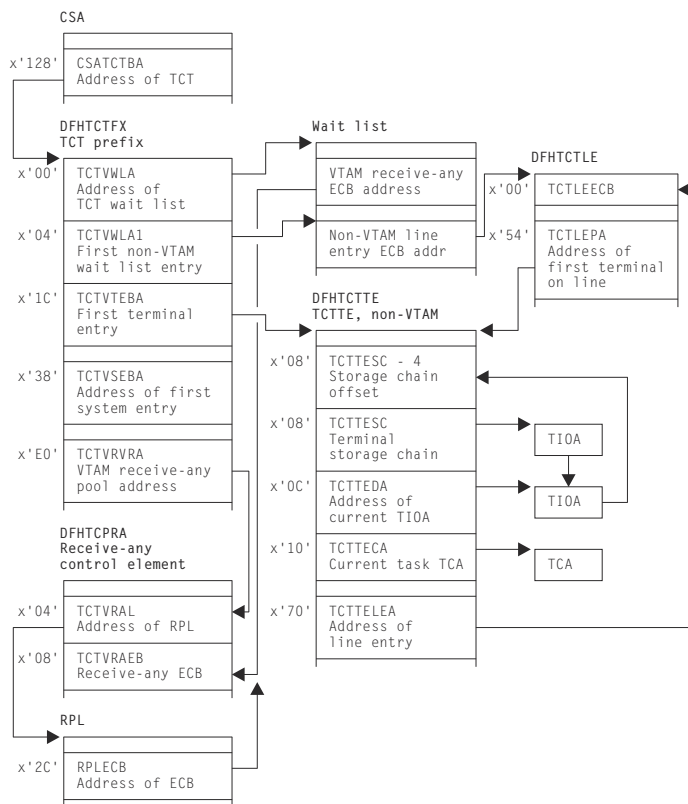 CSA
x'128' CSATCTBA
Address of TCT
DFHTCTFX
TCT prefix
x'00' TCTVWLA
Address of
TCT wait list
x'04' TCTVWLA1
First non-VTAM
wait list entry
x'1C' TCTVTEBA
First terminal
entry
x'38' TCTVSEBA
Address of first
system entry
x'E0' TCTVRVRA
VTAM receive-any
pool address
DFHTCPRA
Receive-any
control element
x'04' TCTVRAL
Address of RPL
x'08' TCTVRAEB
Receive-any ECB
RPL
x'2C' RPLECB
Address of ECB
Wait list
VTAM receive-any
ECB address
Non-VTAM line
entry ECB addr
DFHTCTLE
x'00' TCTLEECB
x'54' TCTLEPA
Address of
first terminal
on line
DFHTCTTE
TCTTE, non-VTAM
x'08' TCTTESC - 4
Storage chain
offset
x'08' TCTTESC
Terminal
storage chain
TIOA
x'0C' TCTTEDA
Address of
current TIOA
TIOA
x'10' TCTTECA
Current task TCA
TCA
x'70' TCTTELEA
Address of
line entry